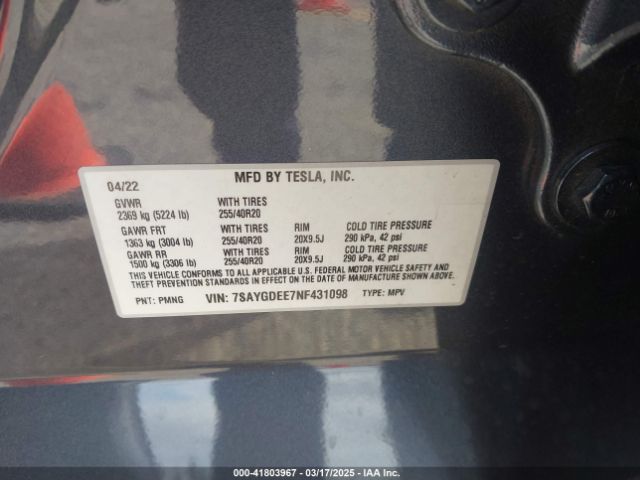 MFD BY TESLA, INC.
04/22
GVWR WITH TIRES
2369 kg (5224 lb) 255/40R20
GAWR FRT WITH TIRES RIM COLD TIRE PRESSURE
1363 kg (3004 lb) 255/40R20 20X9.5J 290 kPa, 42 psi
GAWR RR WITH TIRES RIM COLD TIRE PRESSURE
1500 kg (3306 lb) 255/40R20 20X9.5J 290 kPa, 42 psi
THIS VEHICLE CONFORMS TO ALL APPLICABLE U.S. FEDERAL MOTOR VEHICLE SAFETY AND
THEFT PREVENTION STANDARDS IN EFFECT ON THE DATE OF MANUFACTURE SHOWN ABOVE.
PNT: PMNG VIN: 7SAYGDEE7NF431098 TYPE: MPV
000-41803967 - 03/17/2025 - IAA Inc.